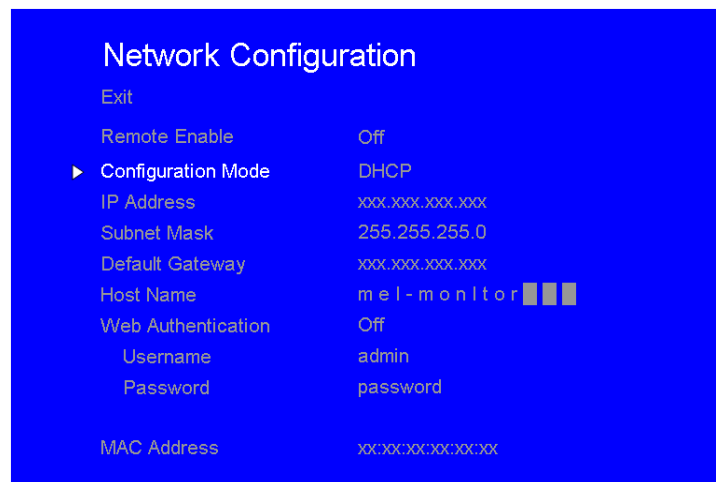 Network Configuration
Exit
Remote Enable Off
Configuration Mode DHCP
IP Address xxx.xxx.xxx.xxx
Subnet Mask 255.255.255.0
Default Gateway xxx.xxx.xxx.xxx
Host Name mel-monItor
Web Authentication Off
Username admin
Password password
MAC Address xx:xx:xx:xx:xx:xx